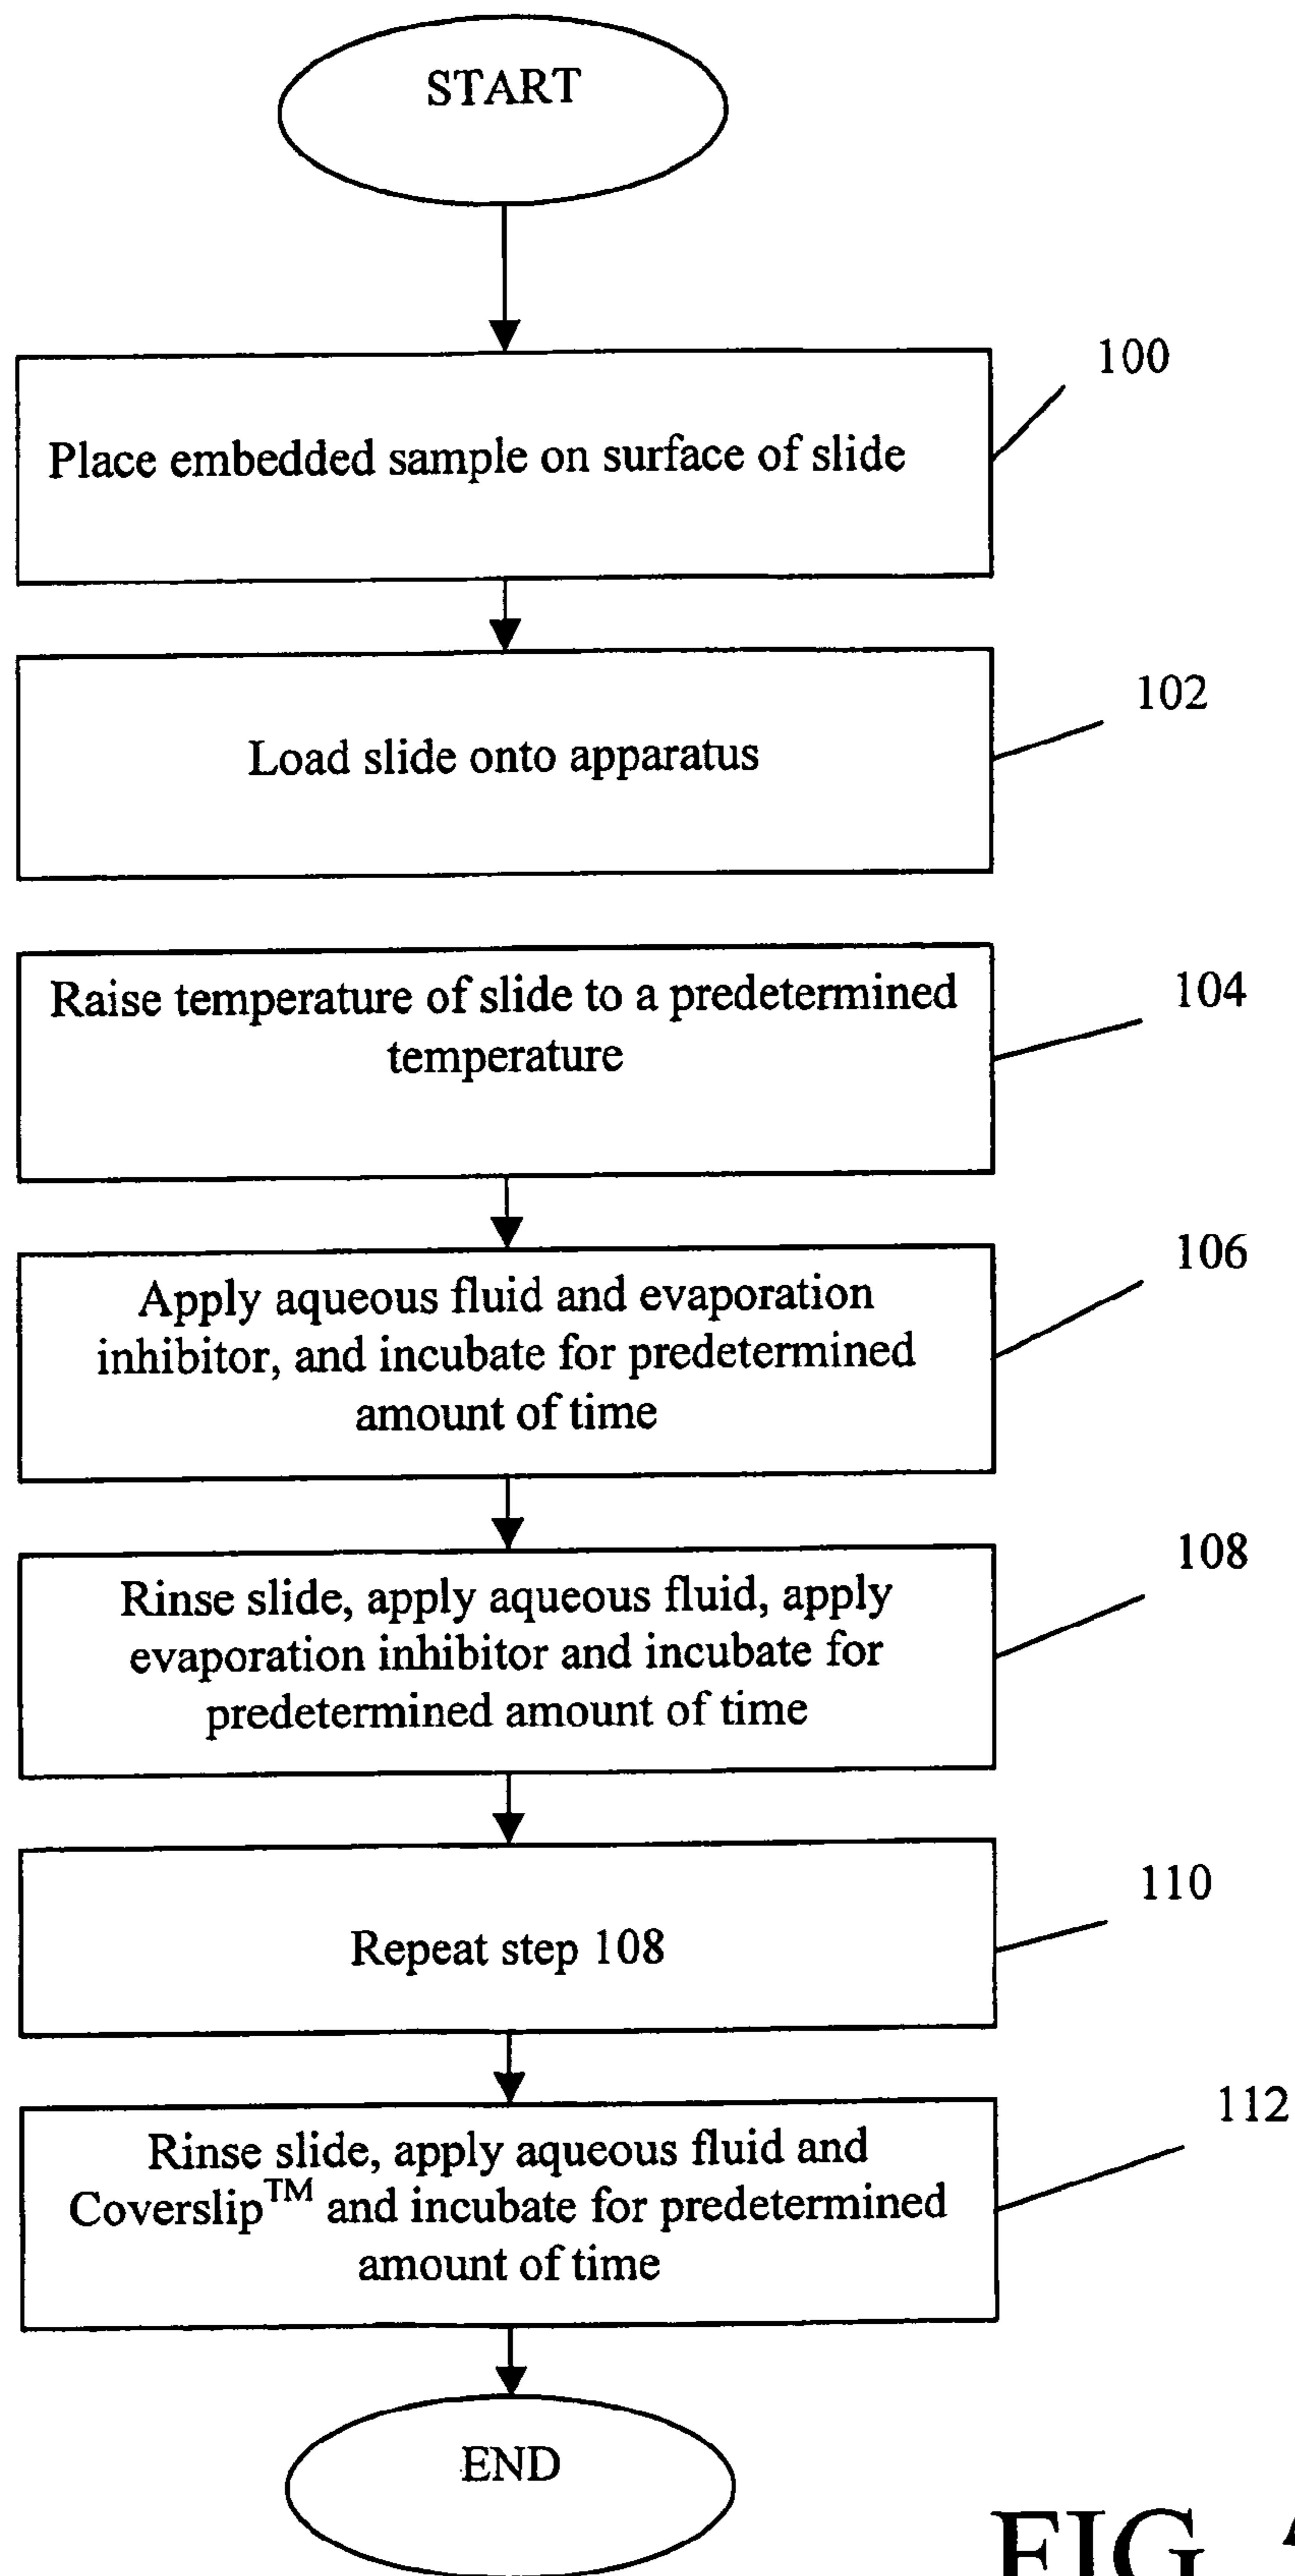 START
100
Place embedded sample on surface of slide
102
Load slide onto apparatus
104
Raise temperature of slide to a predetermined
temperature
106
Apply aqueous fluid and evaporation
inhibitor, and incubate for predetermined
amount of time
108
Rinse slide, apply aqueous fluid, apply
evaporation inhibitor and incubate for
predetermined amount of time
110
Repeat step 108
112
Rinse slide, apply aqueous fluid and
Coverslip™ and incubate for predetermined
amount of time
END
FIG.